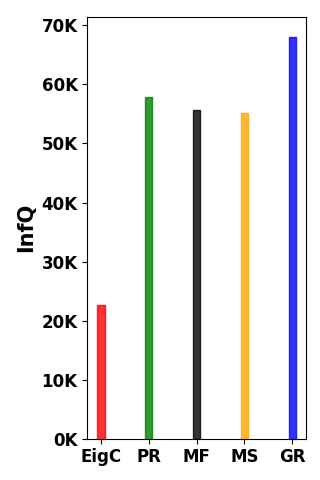 70K
60K
50K
40K
30K
20K
10K
0K
InfQ
EigC PR MF MS GR